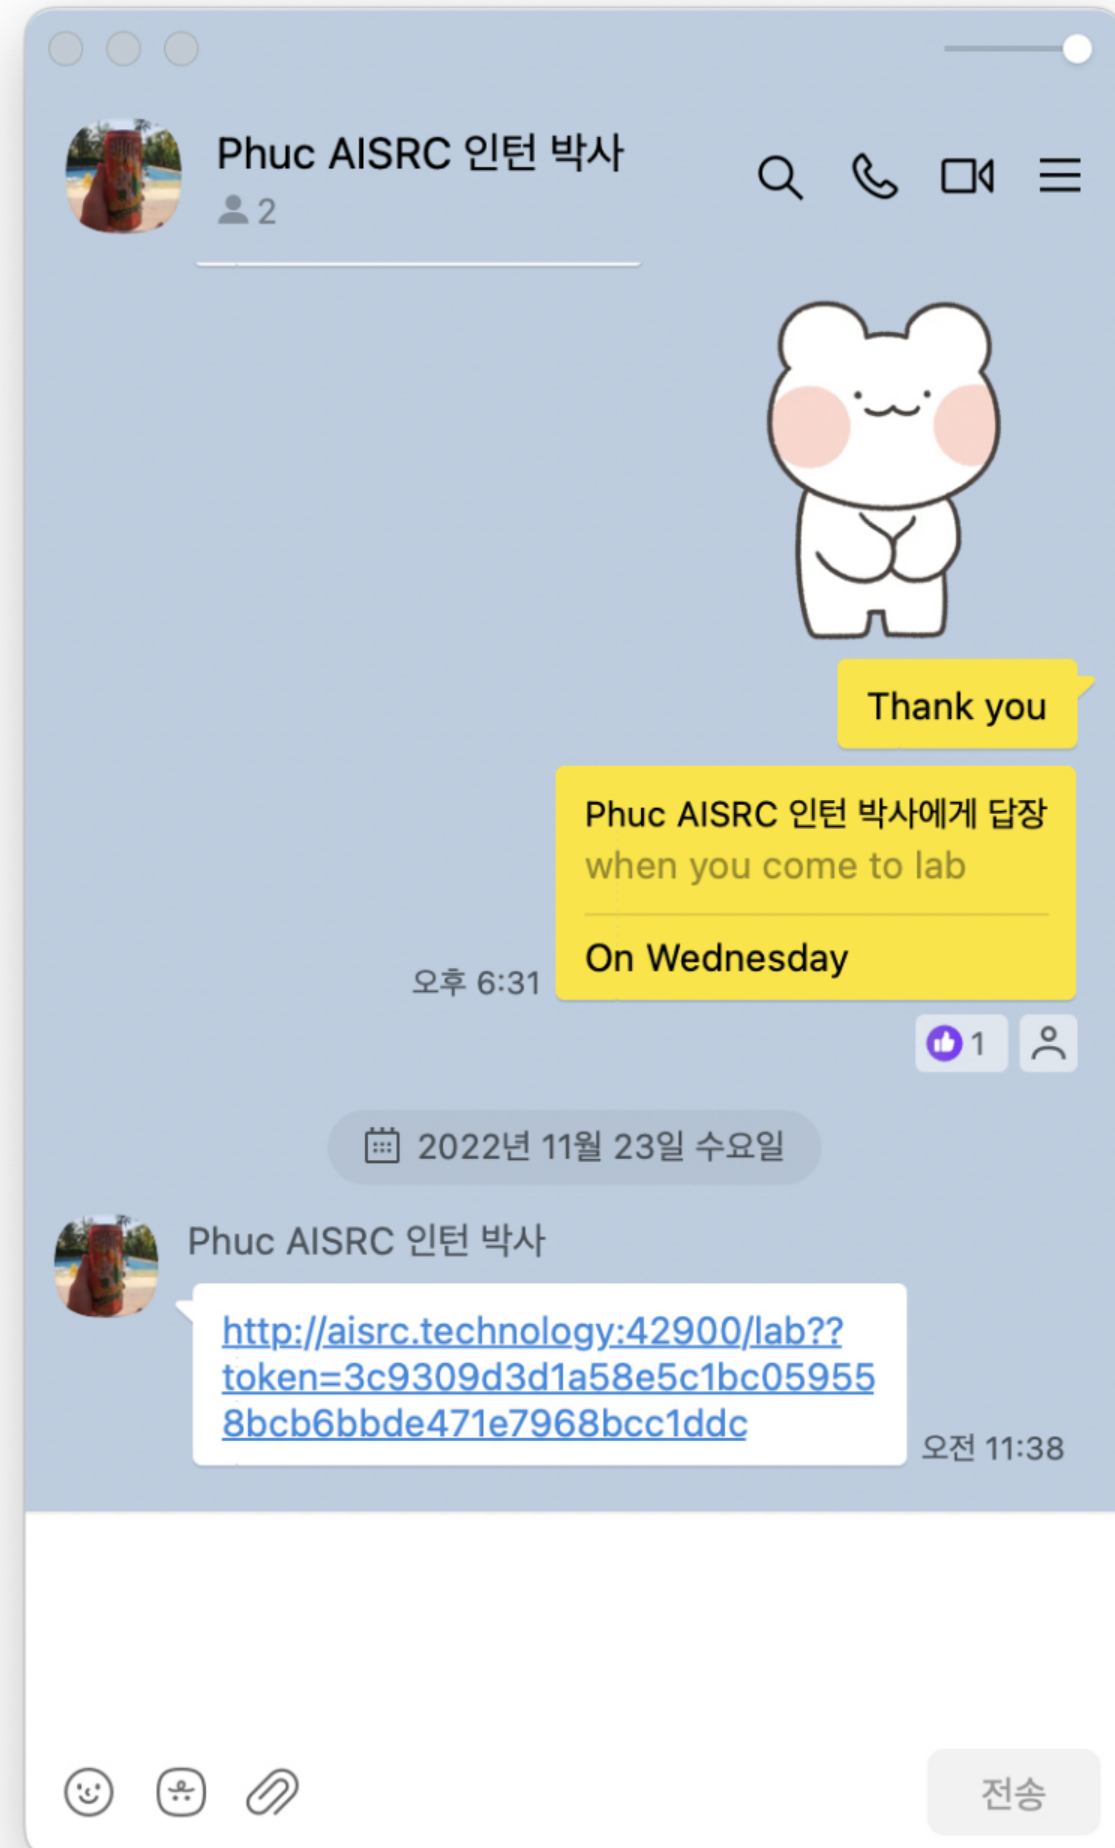 Phuc AISRC 인턴 박사
2
Thank you
Phuc AISRC 인턴 박사에게 답장
when you come to lab
On Wednesday
오후 6:31
1
2022년 11월 23일 수요일
Phuc AISRC 인턴 박사
http://aisrc.technology:42900/lab??
token=3c9309d3d1a58e5c1bc05955
8bcb6bbde471e7968bcc1ddc
오전 11:38
전송